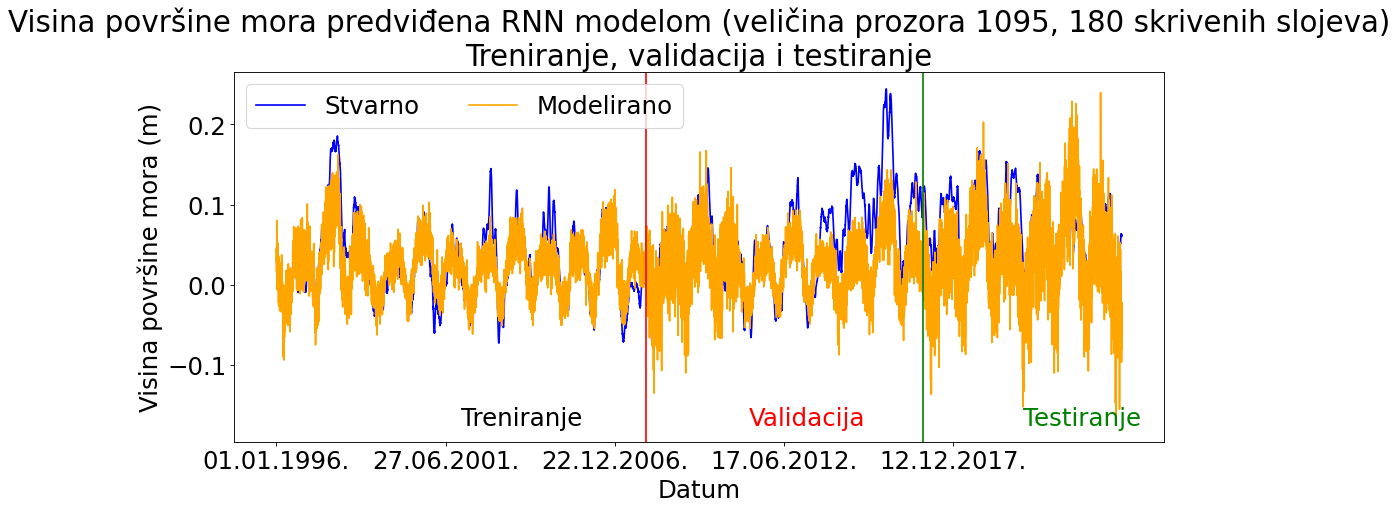 Visina površine mora predviđena RNN modelom (veličina prozora 1095, 180 skrivenih slojeva)
Treniranje, validacija i testiranje
Stvarno Modelirano
Visina površine mora (m)
0.2
0.1
0.0
−0.1
Treniranje Validacija Testiranje
01.01.1996. 27.06.2001. 22.12.2006. 17.06.2012. 12.12.2017.
Datum